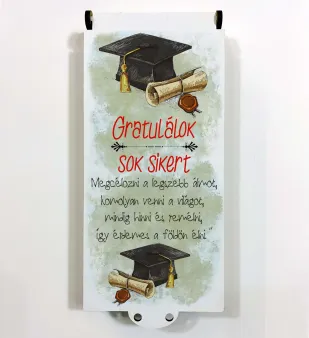 Gratulálok
sok sikert
Megcélozni a legszebb álmot,
komolyan venni a világot,
mindig hinni és remélni,
így érdemes a földön élni."